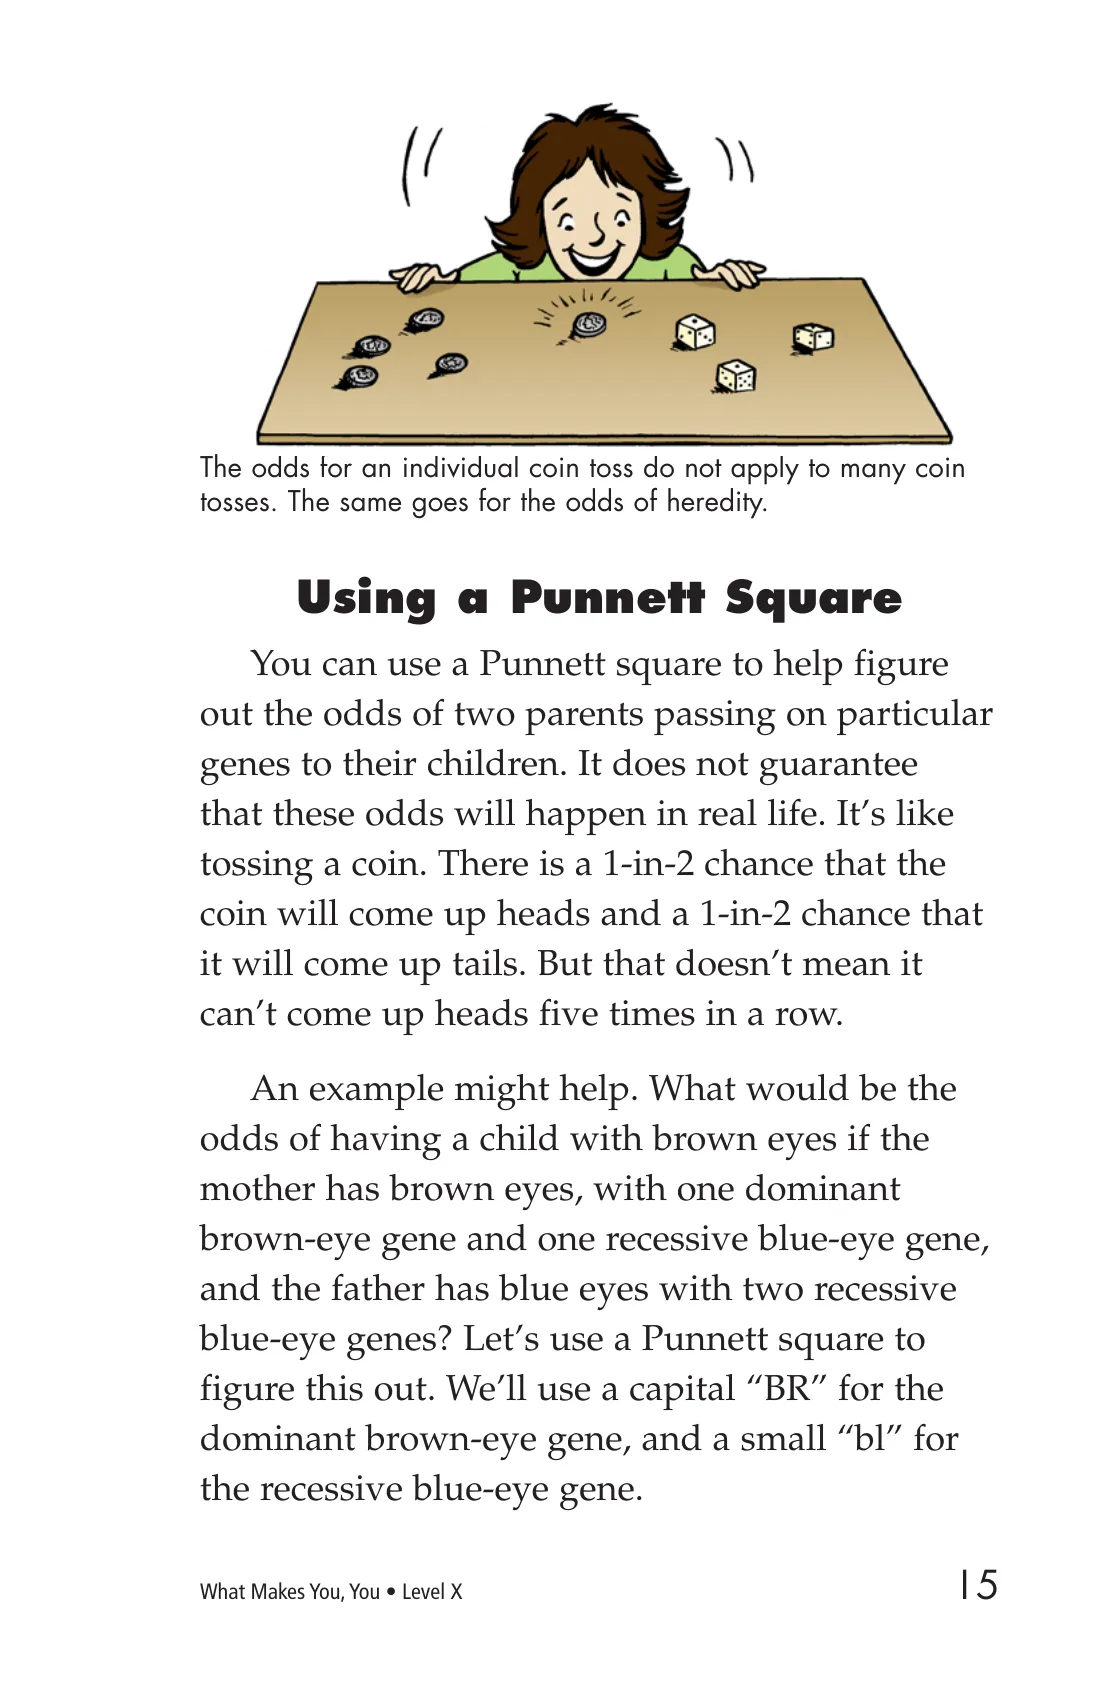 The odds for an individual coin toss do not apply to many coin
tosses. The same goes for the odds of heredity.
Using a Punnett Square
You can use a Punnett square to help figure
out the odds of two parents passing on particular
genes to their children. It does not guarantee
that these odds will happen in real life. It’s like
tossing a coin. There is a 1-in-2 chance that the
coin will come up heads and a 1-in-2 chance that
it will come up tails. But that doesn’t mean it
can’t come up heads five times in a row.
An example might help. What would be the
odds of having a child with brown eyes if the
mother has brown eyes, with one dominant
brown-eye gene and one recessive blue-eye gene,
and the father has blue eyes with two recessive
blue-eye genes? Let’s use a Punnett square to
figure this out. We’ll use a capital “BR” for the
dominant brown-eye gene, and a small “bl” for
the recessive blue-eye gene.
What Makes You, You • Level X
15